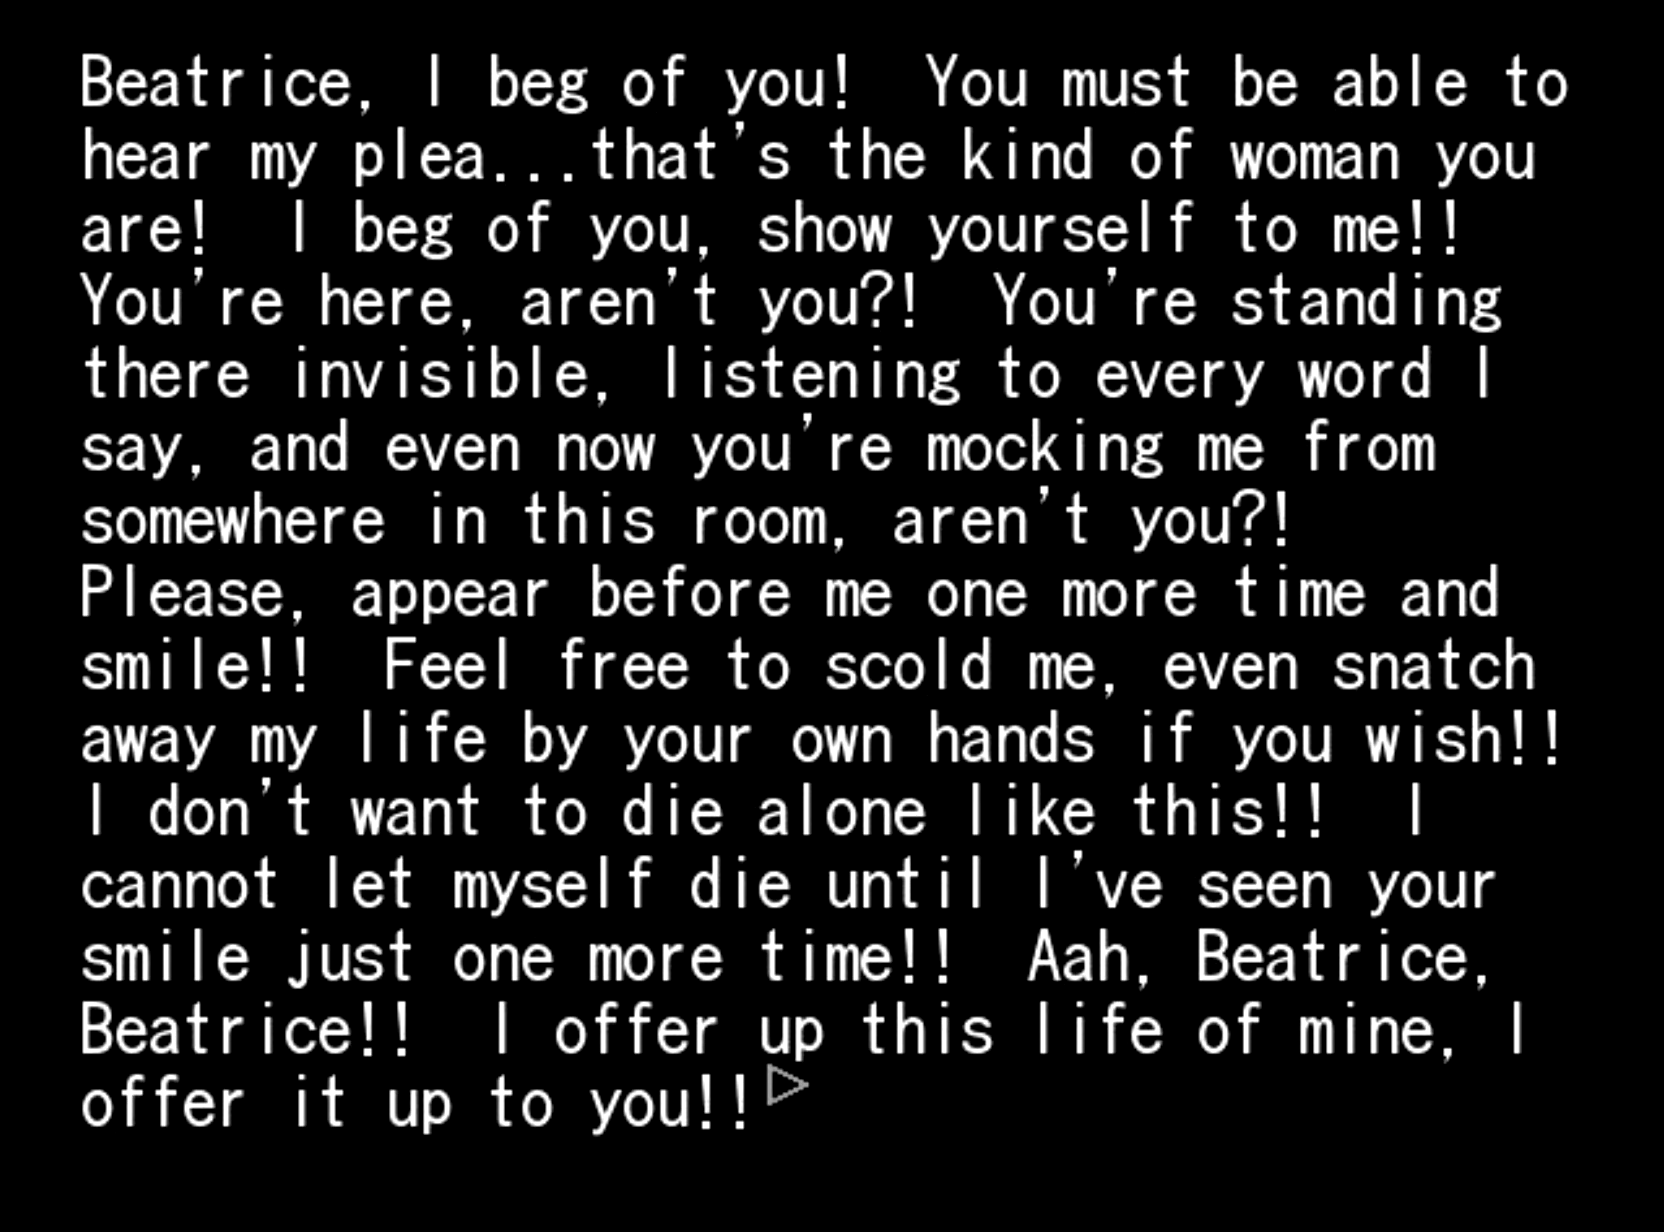 Beatrice, I beg of you!  You must be able to
hear my plea...that's the kind of woman you
are!  I beg of you, show yourself to me!!
You're here, aren't you?!  You're standing
there invisible, listening to every word I
say, and even now you're mocking me from
somewhere in this room, aren't you?!
Please, appear before me one more time and
smile!!  Feel free to scold me, even snatch
away my life by your own hands if you wish!!
I don't want to die alone like this!!  I
cannot let myself die until I've seen your
smile just one more time!!  Aah, Beatrice,
Beatrice!!  I offer up this life of mine, I
offer it up to you!!